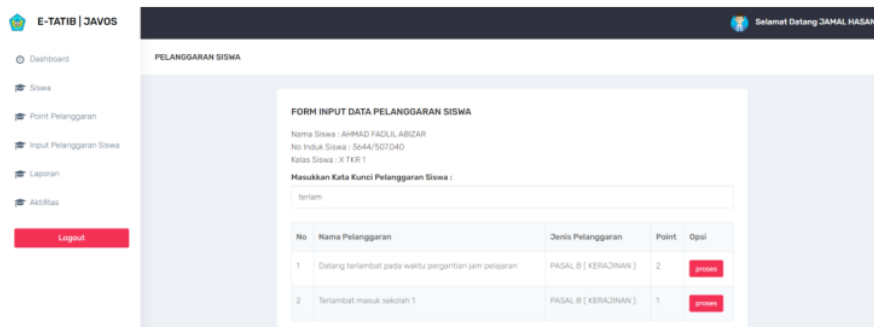 E-TATIB | JAVOS
Selamat Datang JAMAL HASAN
Dashboard
Siswa
Point Pelanggaran
Input Pelanggaran Siswa
Laporan
Aktifitas
Logout
PELANGGARAN SISWA
FORM INPUT DATA PELANGGARAN SISWA
Nama Siswa : AHMAD FADLIL ABIZAR
No Induk Siswa : 3644/507.040
Kelas Siswa : X TKR 1
Masukkan Kata Kunci Pelanggaran Siswa :
terlam
No Nama Pelanggaran Jenis Pelanggaran Point Opsi
1 Datang terlambat pada waktu pergantian jam pelajaran PASAL B ( KERAJINAN ) 2 proses
2 Terlambat masuk sekolah 1 PASAL B ( KERAJINAN ) 1 proses